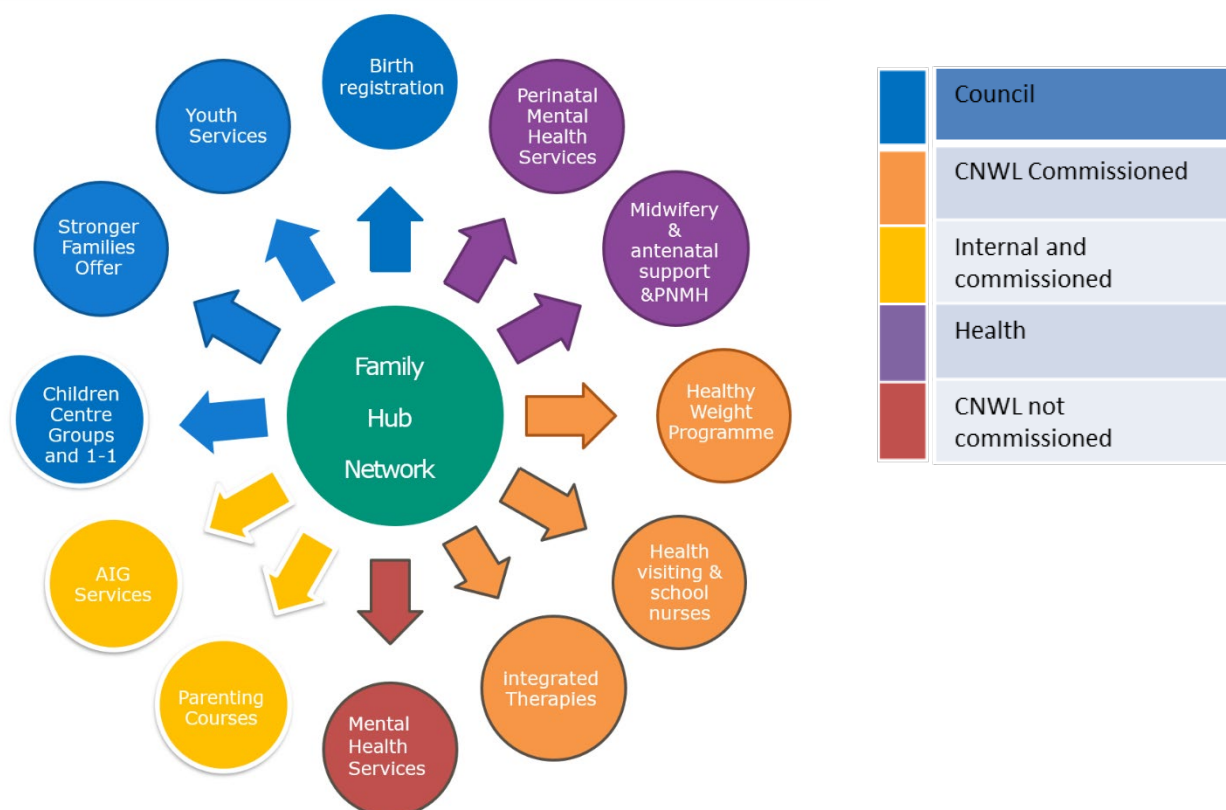 Birth
registration
Perinatal
Mental
Health
Services
Midwifery
&
antenatal
support
&PNMH
Healthy
Weight
Programme
Health
visiting &
school
nurses
Integrated
Therapies
Mental
Health
Services
Parenting
Courses
AIG
Services
Children
Centre
Groups
and 1-1
Stronger
Families
Offer
Youth
Services
Family
Hub
Network
Council
CNWL Commissioned
Internal and
commissioned
Health
CNWL not
commissioned